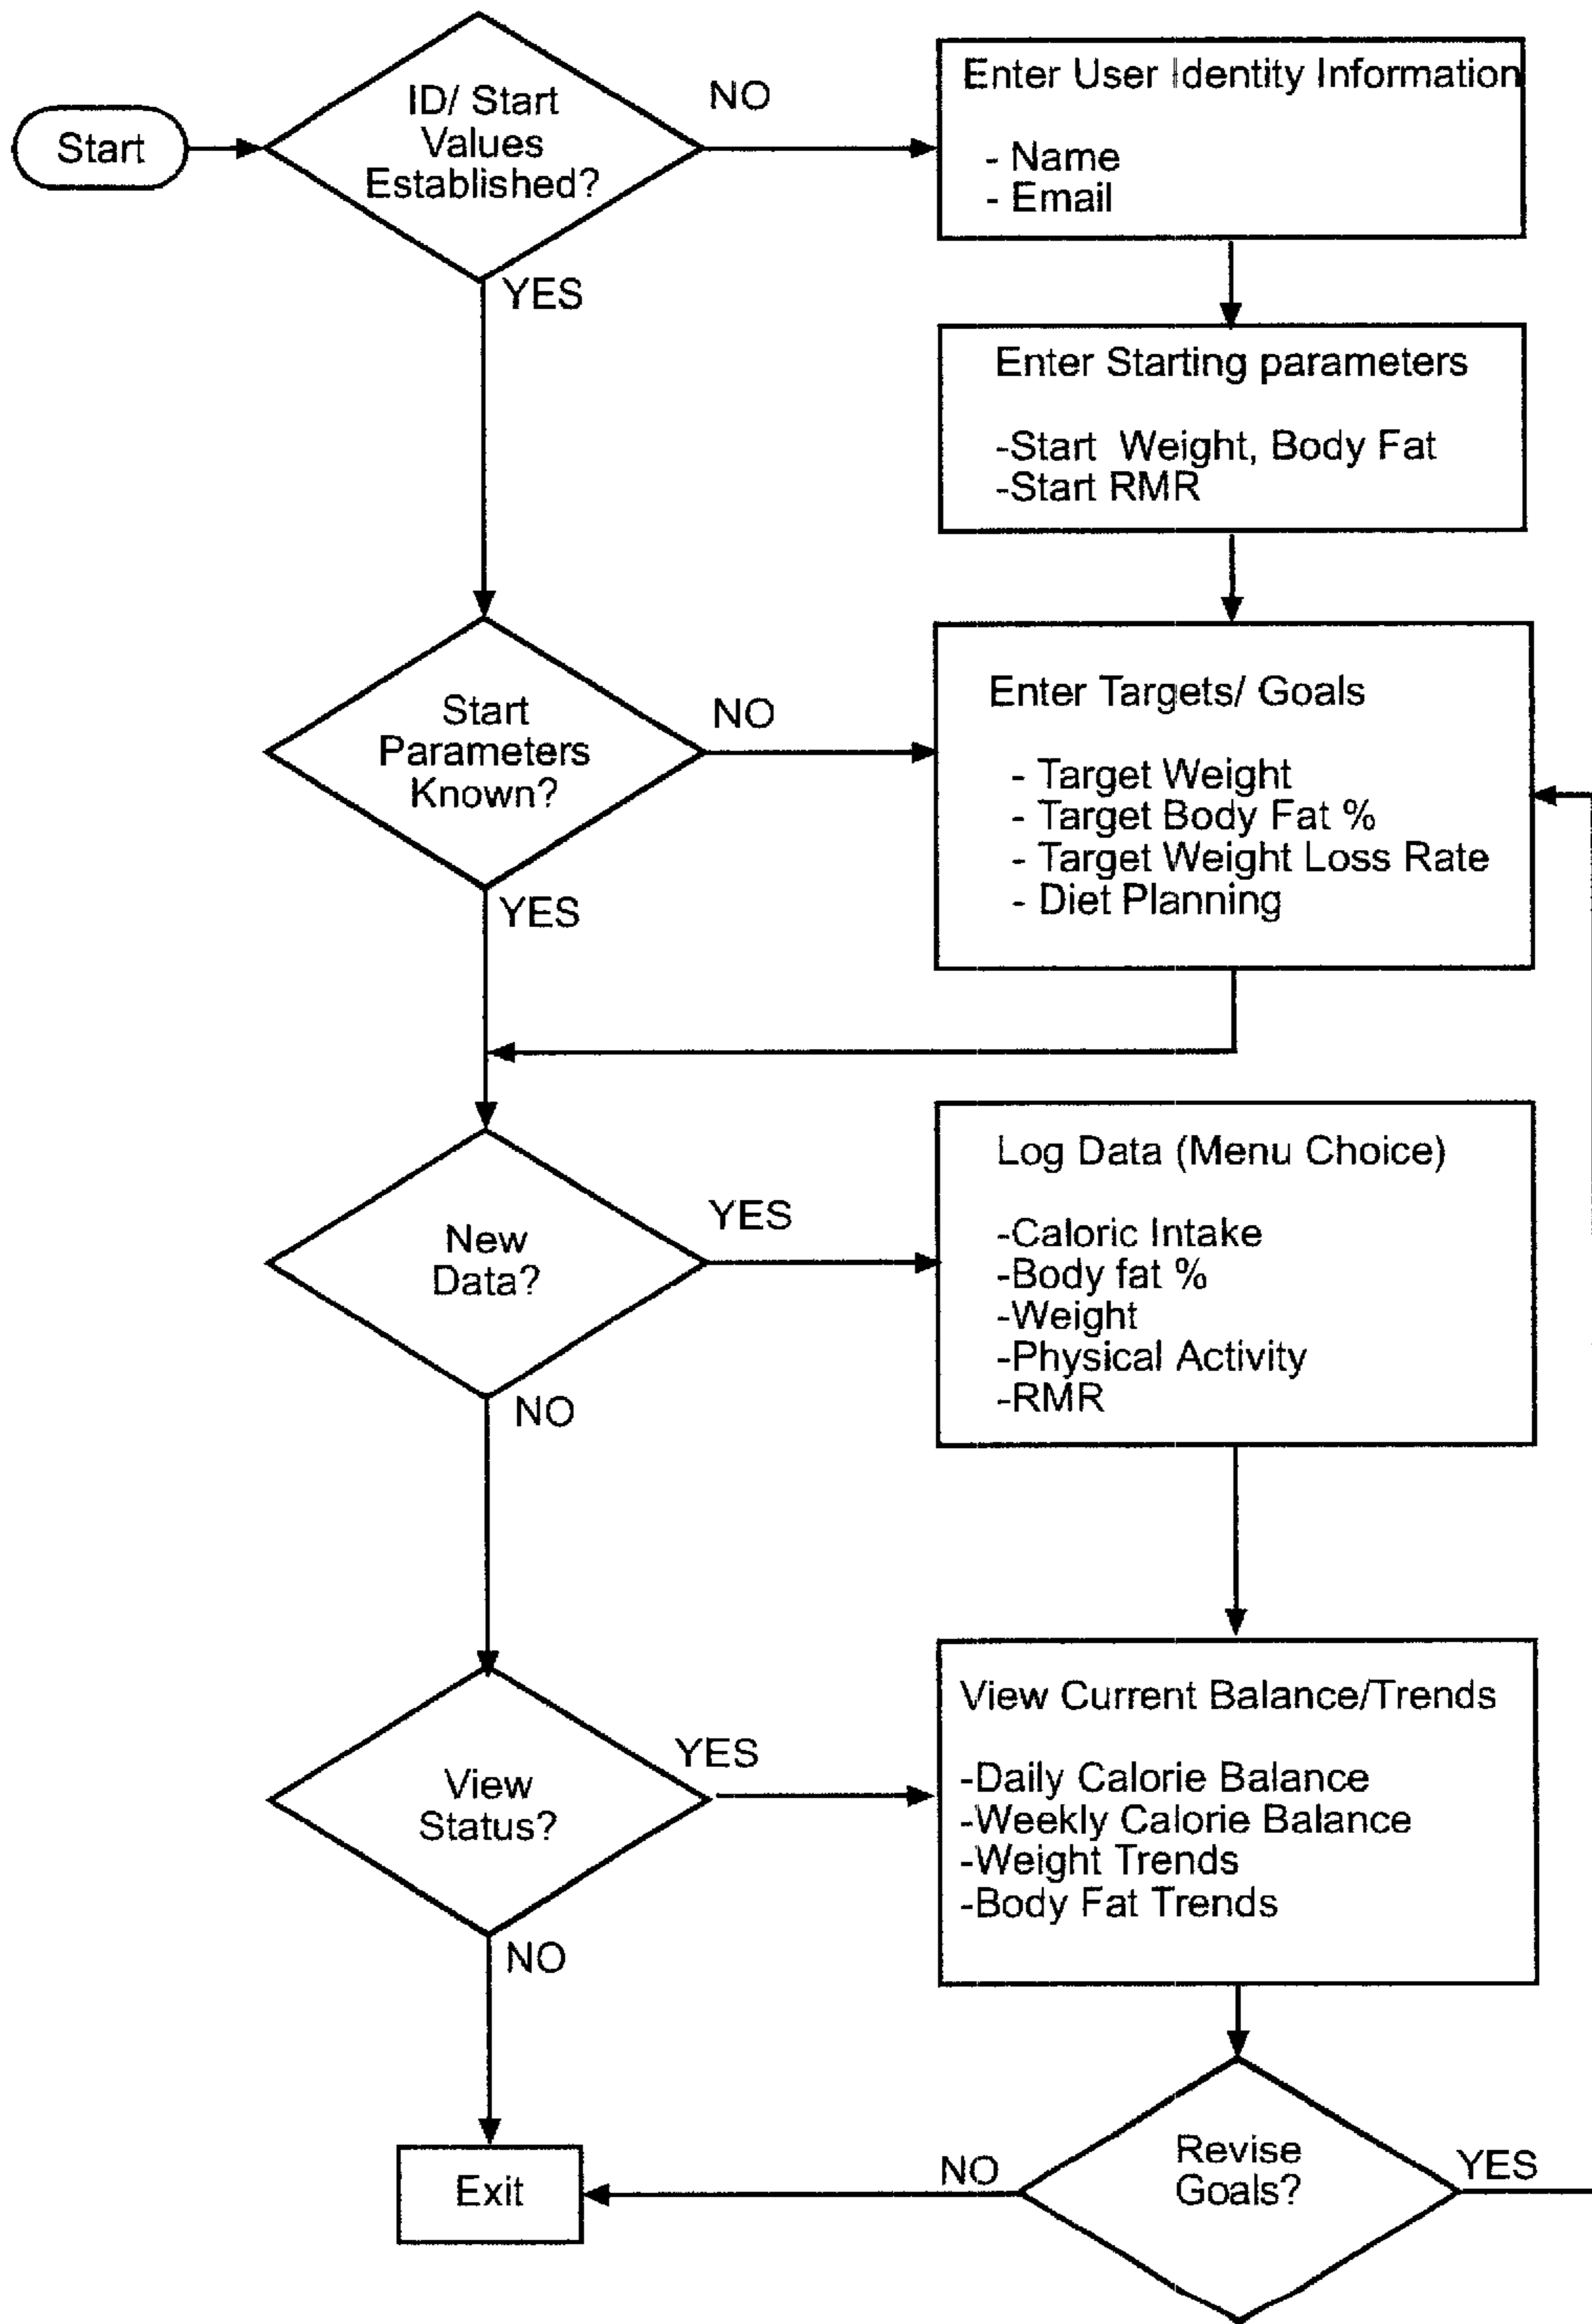 Start
ID/ Start
Values
Established?
NO
YES
Enter User Identity Information
- Name
- Email
Enter Starting parameters
-Start Weight, Body Fat
-Start RMR
Start
Parameters
Known?
NO
YES
Enter Targets/ Goals
- Target Weight
- Target Body Fat %
- Target Weight Loss Rate
- Diet Planning
New
Data?
YES
NO
Log Data (Menu Choice)
-Caloric Intake
-Body fat %
-Weight
-Physical Activity
-RMR
View
Status?
YES
NO
View Current Balance/Trends
-Daily Calorie Balance
-Weekly Calorie Balance
-Weight Trends
-Body Fat Trends
Exit
NO
Revise
Goals?
YES